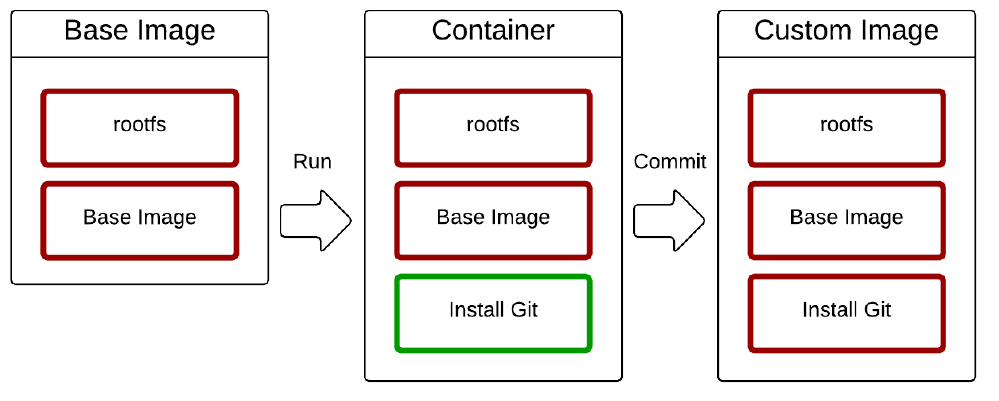 Base Image
rootfs
Base Image
Run
Container
rootfs
Base Image
Install Git
Commit
Custom Image
rootfs
Base Image
Install Git